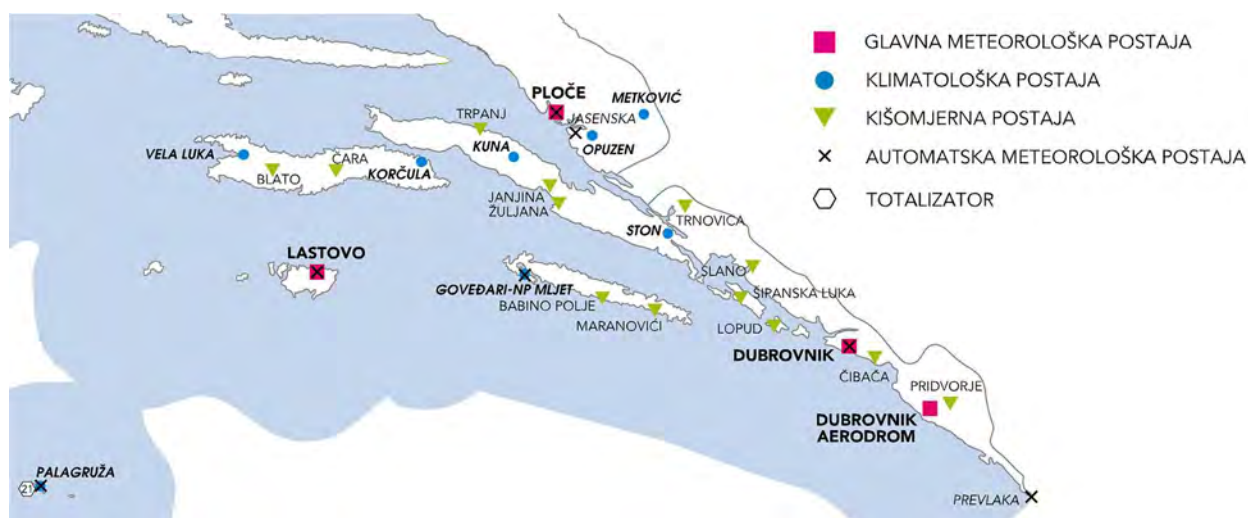 GLAVNA METEOROLOŠKA POSTAJA
KLIMATOLOŠKA POSTAJA
KIŠOMJERNA POSTAJA
AUTOMATSKA METEOROLOŠKA POSTAJA
TOTALIZATOR
PLOČE
METKOVIĆ
TRPANJ
JASENSKA
KUNA
OPUZEN
VELA LUKA
ČARA
BLATO
KORČULA
JANJINA
ŽULJANA
TRNOVICA
STON
LASTOVO
SLANO
GOVEĐARI-NP MLJET
ŠIPANSKA LUKA
BABINO POLJE
MARANOVIĆI
LOPUD
DUBROVNIK
ČIBAČA
PRIDVORJE
DUBROVNIK
AERODROM
PALAGRUŽA
21
PREVLAKA